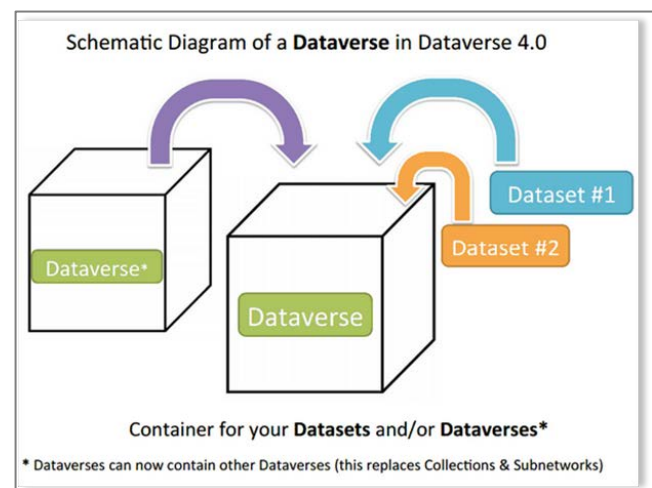 Schematic Diagram of a Dataverse in Dataverse 4.0
Dataset #1
Dataset #2
Dataverse*
Dataverse
Container for your Datasets and/or Dataverses*
* Dataverses can now contain other Dataverses (this replaces Collections & Subnetworks)